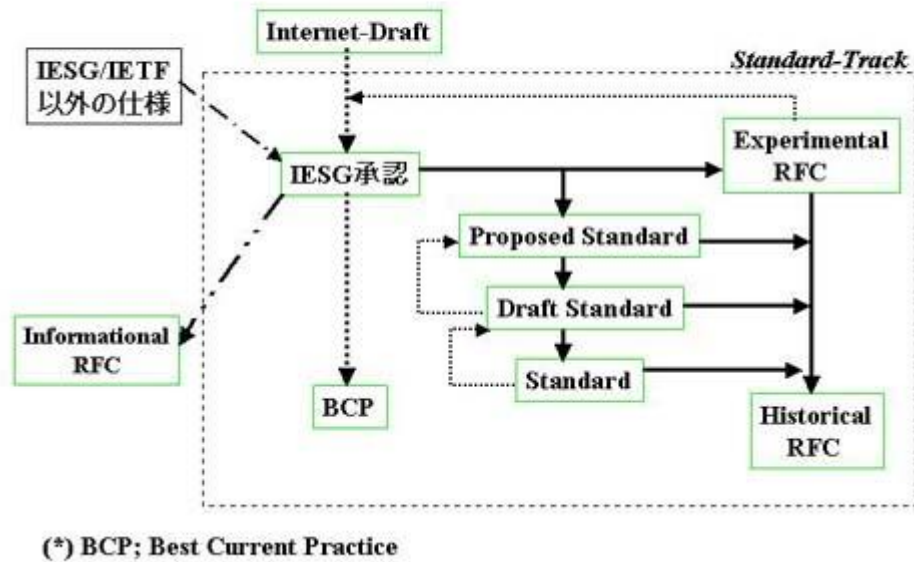 Internet-Draft
Standard-Track
IESG/IETF
以外の仕様
Experimental
RFC
IESG承認
Proposed Standard
Draft Standard
Informational
RFC
Standard
BCP
Historical
RFC
(*) BCP; Best Current Practice